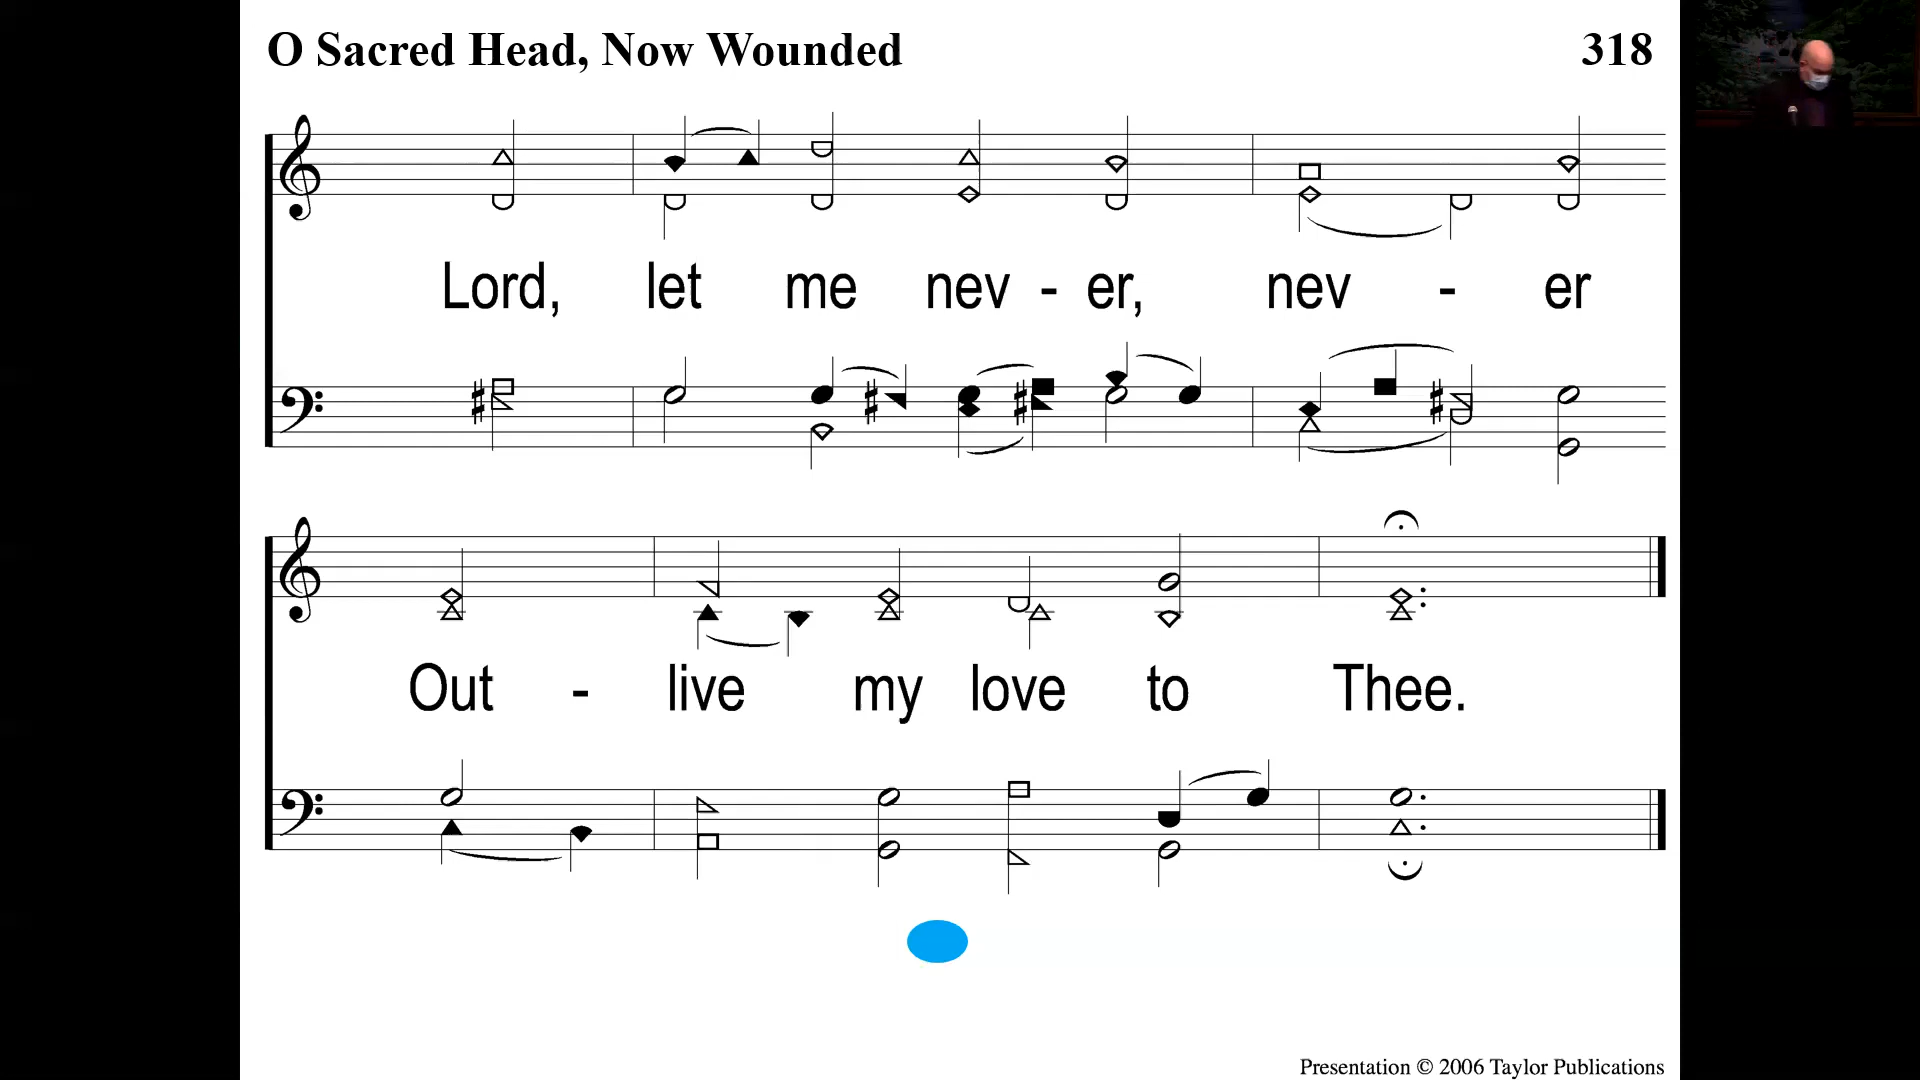 O Sacred Head, Now Wounded 318
Lord, let me nev - er, nev - er
Out - live my love to Thee.
Presentation © 2006 Taylor Publications